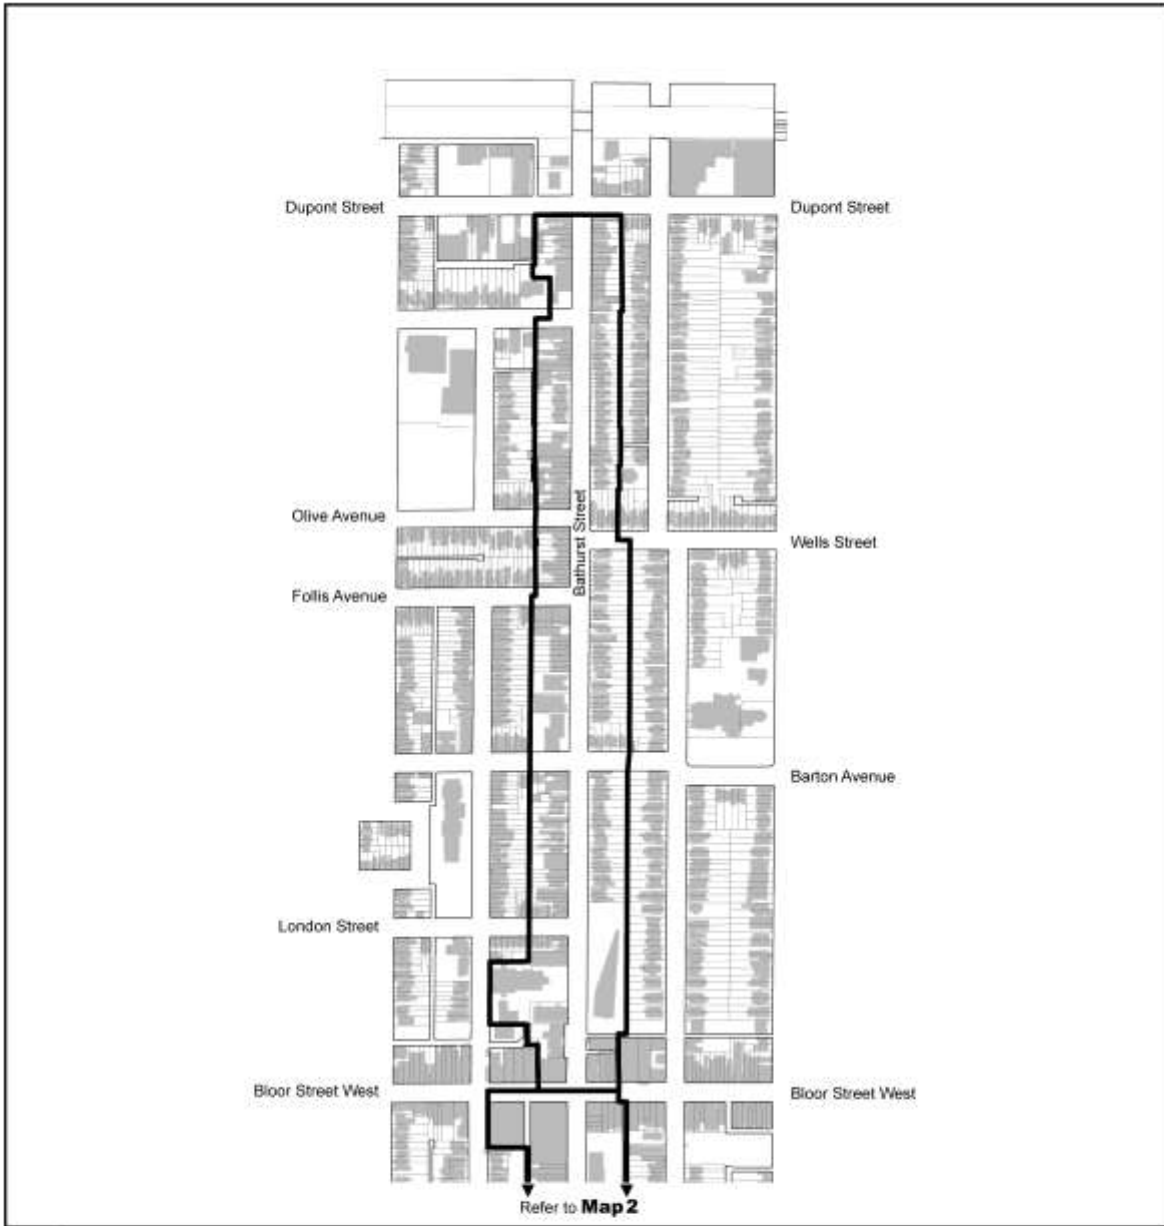 Dupont Street
Dupont Street
Olive Avenue
Bathurst Street
Wells Street
Follis Avenue
Barton Avenue
London Street
Bloor Street West
Bloor Street West
Refer to Map 2